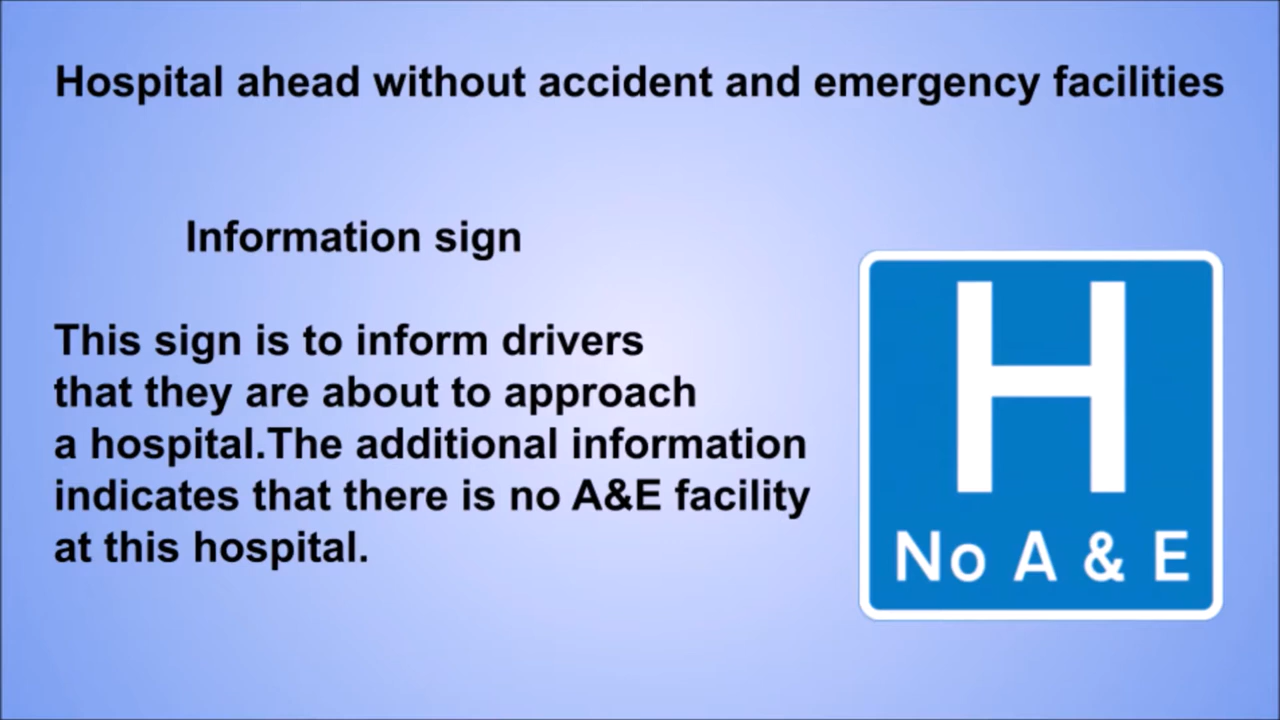 Hospital ahead without accident and emergency facilities
Information sign
This sign is to inform drivers
that they are about to approach
a hospital.The additional information
indicates that there is no A&E facility
at this hospital.
H
No A & E